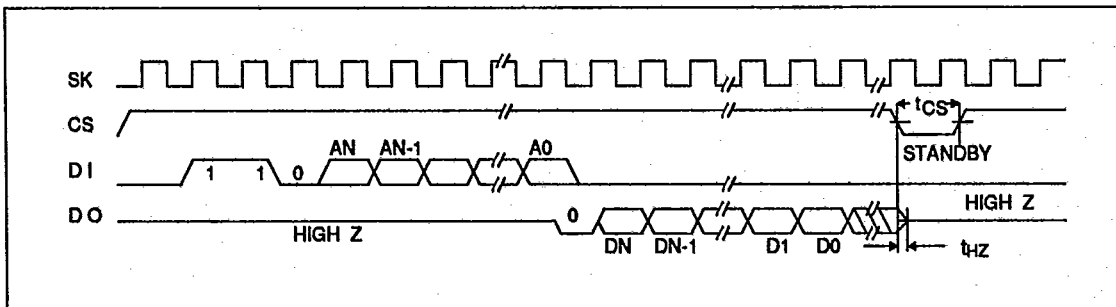 SK
tCS
CS
STANDBY
AN AN-1 A0
DI 1 1 0
HIGH Z
DO 0
HIGH Z DN DN-1 D1 D0
tHZ